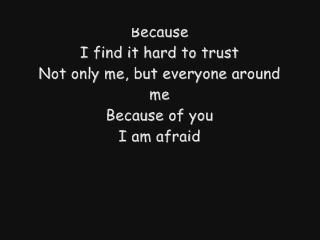 Because
I find it hard to trust
Not only me, but everyone around
me
Because of you
I am afraid